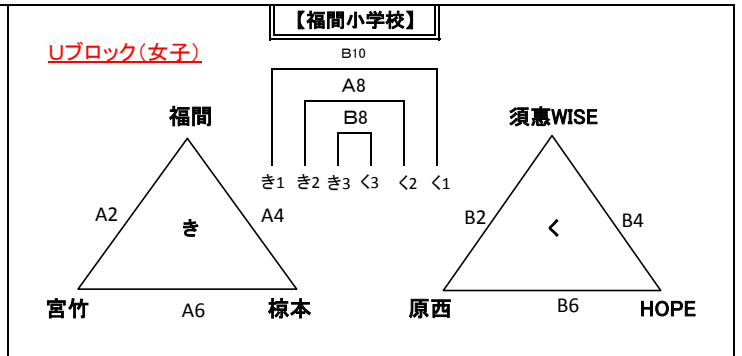 【福間小学校】
Uブロック(女子)
B10
A8
B8
福間
須惠WISE
き1 き2 き3 く3 く2 く1
A2
き
A4
B2
く
B4
宮竹
A6
椋本
原西
B6
HOPE